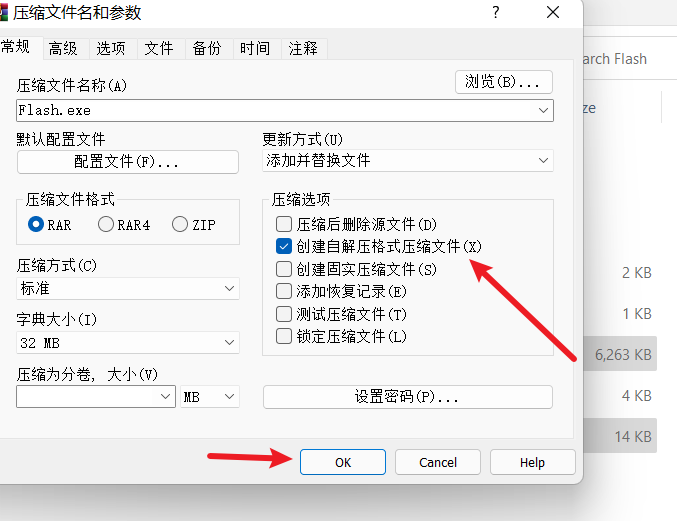 压缩文件名和参数 ?
常规 高级 选项 文件 备份 时间 注释
压缩文件名称(A) 浏览(B)...
Flash.exe
默认配置文件 更新方式(U)
配置文件(F)... 添加并替换文件
压缩文件格式 压缩选项
RAR RAR4 ZIP 压缩后删除源文件(D)
创建自解压格式压缩文件(X)
压缩方式(C) 创建固实压缩文件(S)
标准 添加恢复记录(E)
字典大小(I) 测试压缩文件(T)
32 MB 锁定压缩文件(L)
压缩为分卷, 大小(V)
MB 设置密码(P)...
OK Cancel Help
arch Flash
ze
2 KB
1 KB
6,263 KB
4 KB
14 KB